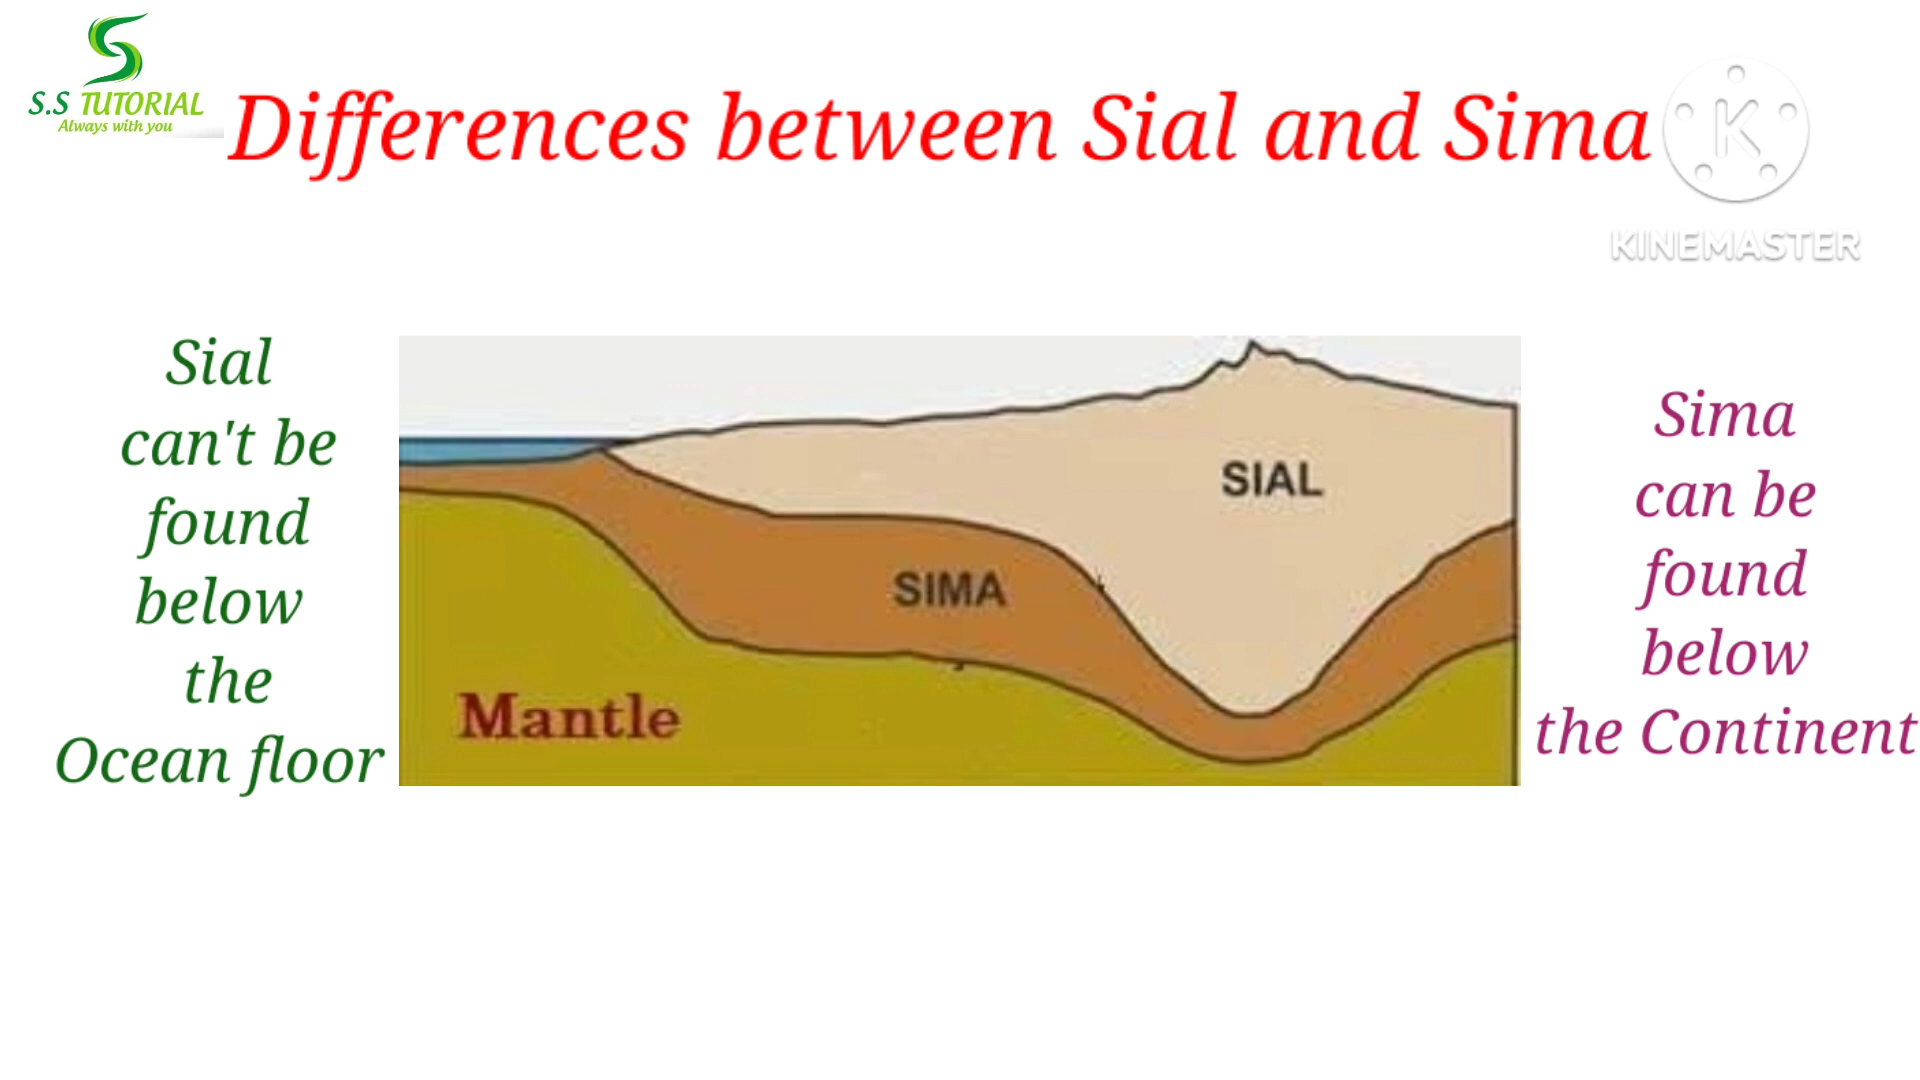 S.S TUTORIAL
Always with you
Differences between Sial and Sima
KINEMASTER
Sial
can't be
found
below
the
Ocean floor
SIAL
SIMA
Mantle
Sima
can be
found
below
the Continent